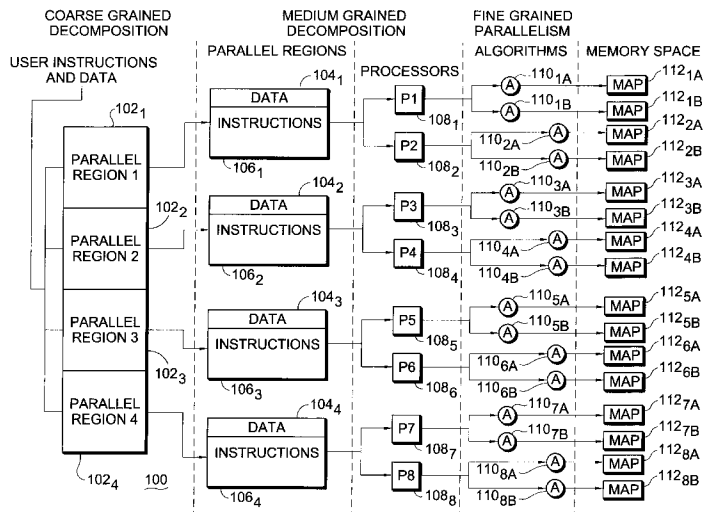 COARSE GRAINED
DECOMPOSITION
MEDIUM GRAINED
DECOMPOSITION
FINE GRAINED
PARALLELISM
USER INSTRUCTIONS
AND DATA
PARALLEL REGIONS
PROCESSORS
ALGORITHMS
MEMORY SPACE
102₁
PARALLEL
REGION 1
102₂
PARALLEL
REGION 2
PARALLEL
REGION 3
102₃
PARALLEL
REGION 4
102₄
100
104₁
DATA
INSTRUCTIONS
106₁
104₂
DATA
INSTRUCTIONS
106₂
104₃
DATA
INSTRUCTIONS
106₃
104₄
DATA
INSTRUCTIONS
106₄
P1
108₁
P2
108₂
P3
108₃
P4
108₄
P5
108₅
P6
108₆
P7
108₇
P8
108₈
A 110₁A
A 110₁B
110₂A A
110₂B A
A 110₃A
A 110₃B
110₄A A
110₄B A
A 110₅A
A 110₅B
110₆A A
110₆B A
A 110₇A
A 110₇B
110₈A A
110₈B A
MAP 112₁A
MAP 112₁B
MAP 112₂A
MAP 112₂B
MAP 112₃A
MAP 112₃B
MAP 112₄A
MAP 112₄B
MAP 112₅A
MAP 112₅B
MAP 112₆A
MAP 112₆B
MAP 112₇A
MAP 112₇B
MAP 112₈A
MAP 112₈B